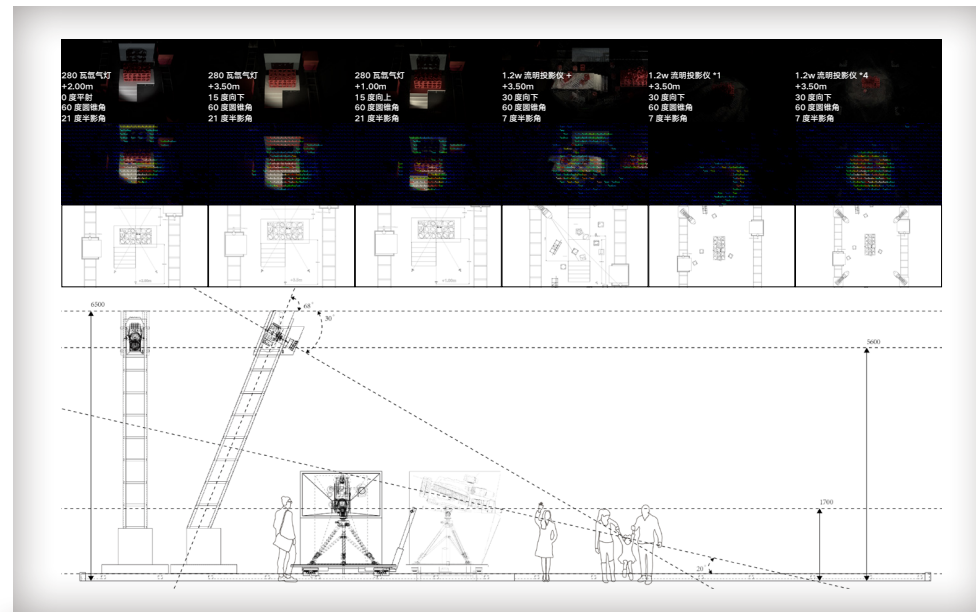 280 瓦氙气灯
+2.00m
0 度平射
60 度圆锥角
21 度半影角
280 瓦氙气灯
+3.50m
15 度向下
60 度圆锥角
21 度半影角
280 瓦氙气灯
+1.00m
15 度向上
60 度圆锥角
21 度半影角
1.2w 流明投影仪 +
+3.50m
30 度向下
60 度圆锥角
7 度半影角
1.2w 流明投影仪 *1
+3.50m
30 度向下
60 度圆锥角
7 度半影角
1.2w 流明投影仪 *4
+3.50m
30 度向下
60 度圆锥角
7 度半影角
6500
68°
30°
5600
1700
20°